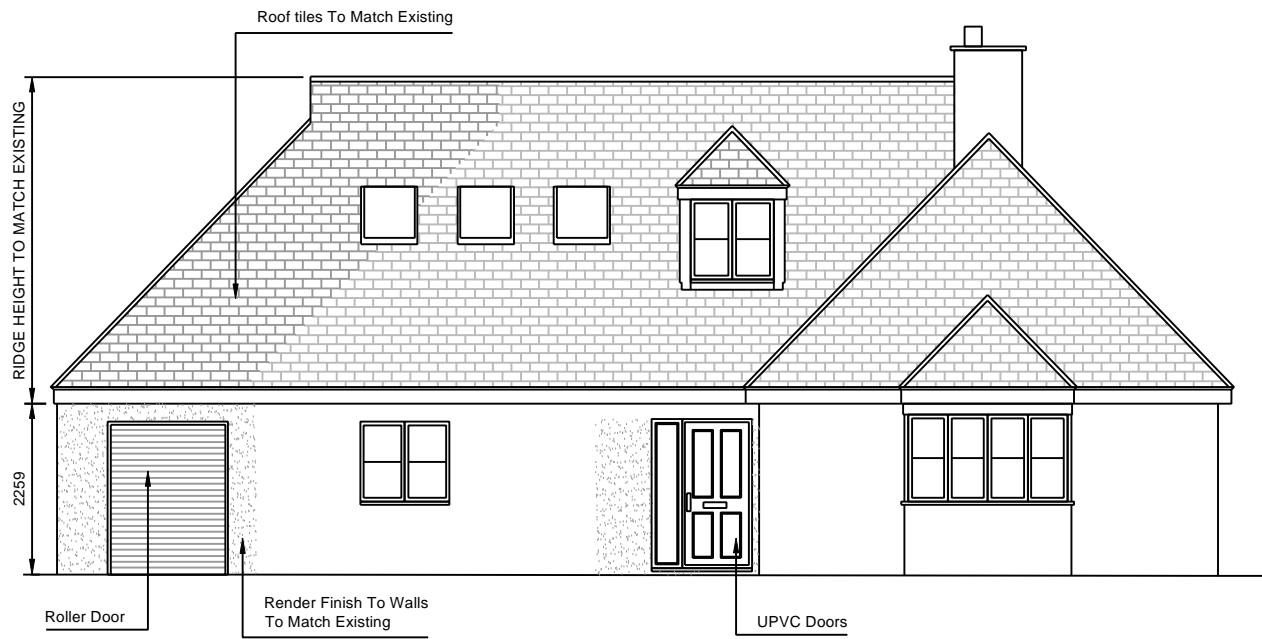 Roof tiles To Match Existing
RIDGE HEIGHT TO MATCH EXISTING
2259
Roller Door
Render Finish To Walls
To Match Existing
UPVC Doors